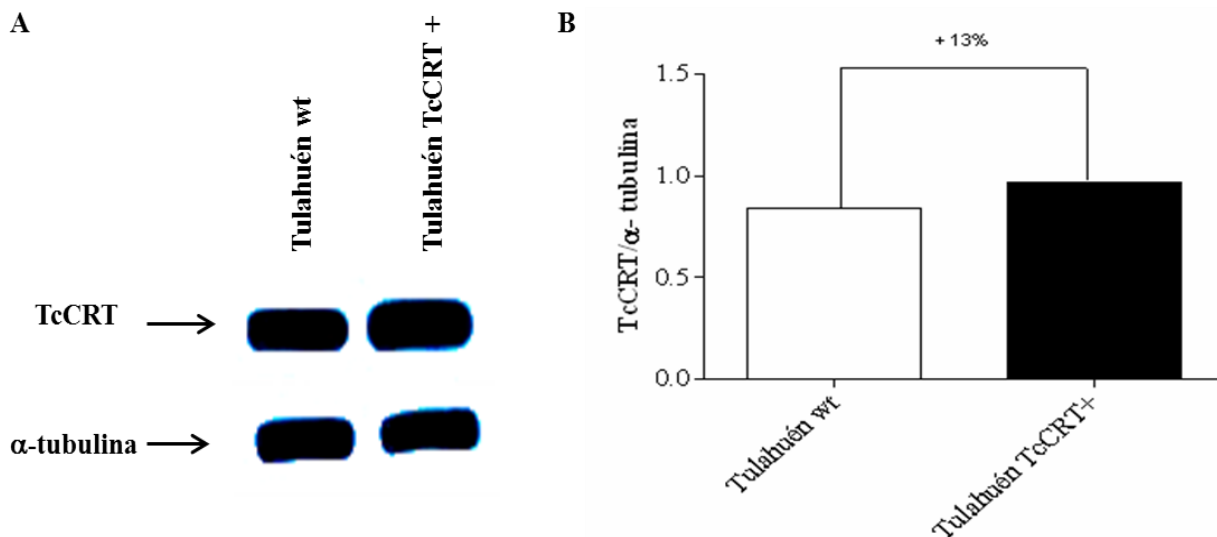 A
Tulahuén wt
Tulahuén TcCRT +
TcCRT
α-tubulina
B
+ 13%
TcCRT/α- tubulina
1.5
1.0
0.5
0.0
Tulahuén wt
Tulahuén TcCRT+